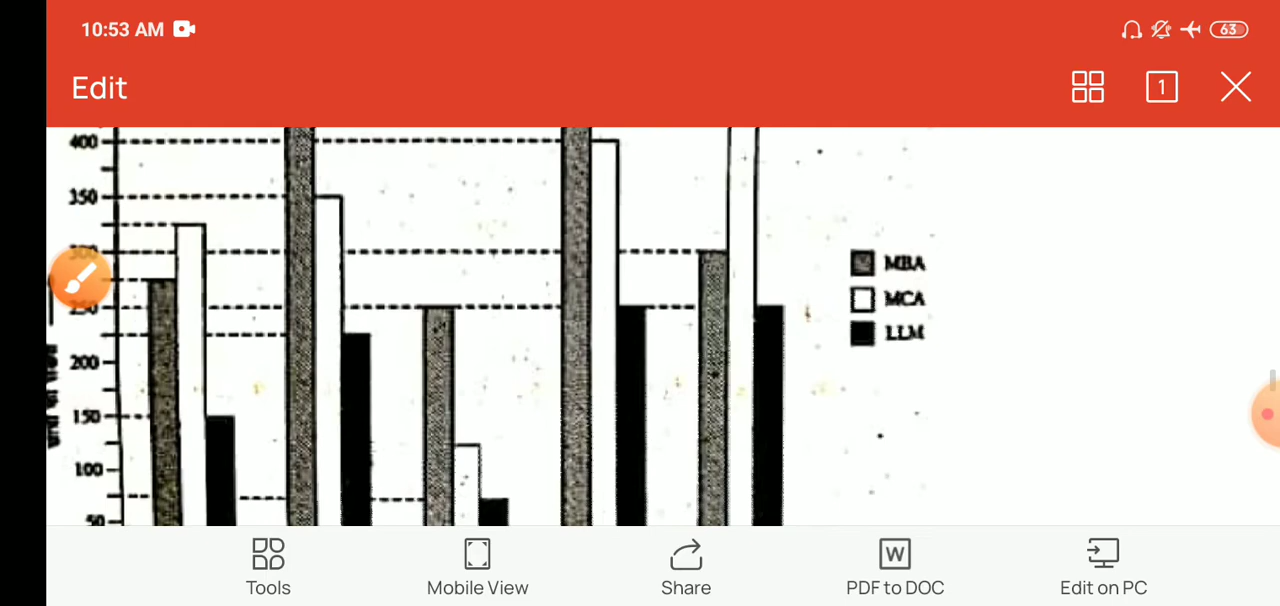 10:53 AM
63
Edit
1
400
350
300
250
200
150
100
50
MBA
MCA
LLM
W
Tools
Mobile View
Share
PDF to DOC
Edit on PC